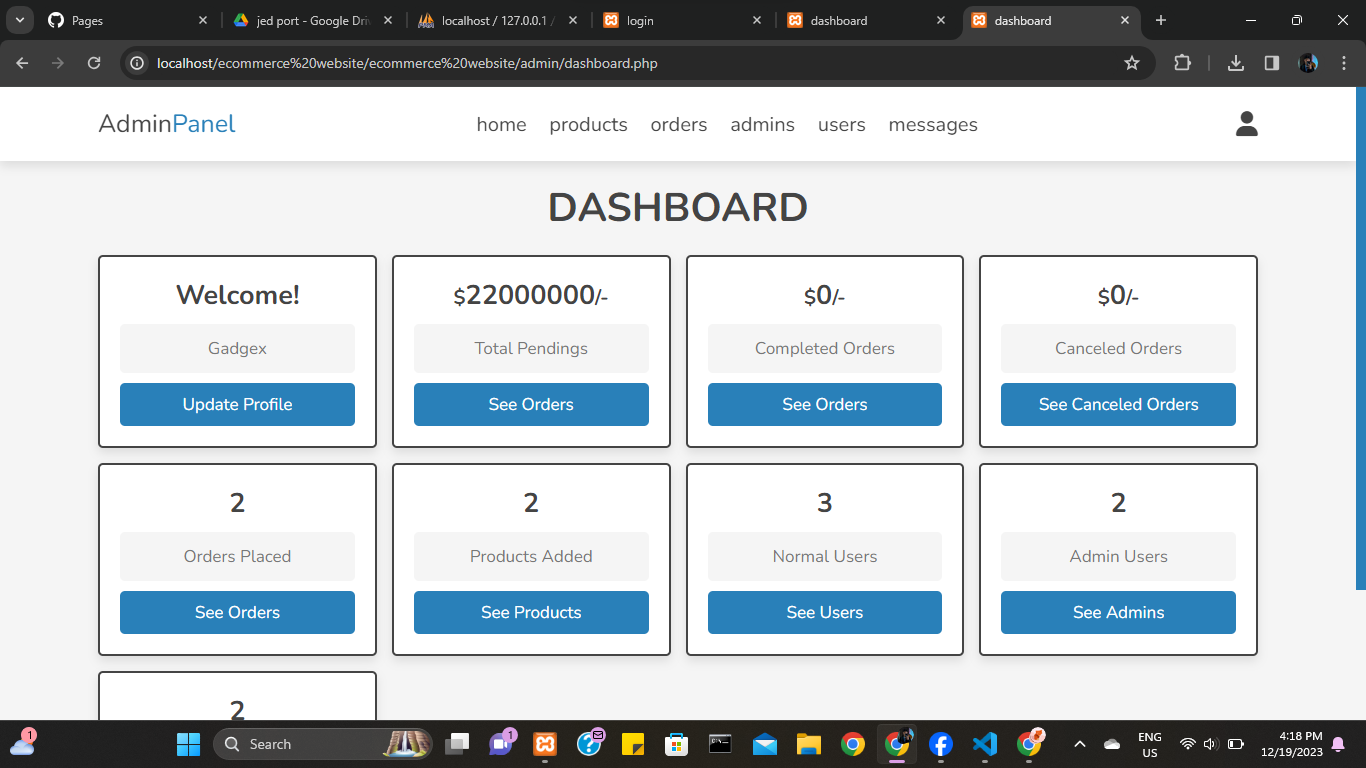 Pages
jed port - Google Dri
localhost / 127.0.0.1 /
login
dashboard
dashboard
localhost/ecommerce%20website/ecommerce%20website/admin/dashboard.php
AdminPanel
home products orders admins users messages
DASHBOARD
Welcome!
Gadgex
Update Profile
$22000000/-
Total Pendings
See Orders
$0/-
Completed Orders
See Orders
$0/-
Canceled Orders
See Canceled Orders
2
Orders Placed
See Orders
2
Products Added
See Products
3
Normal Users
See Users
2
Admin Users
See Admins
2
1
Search
1
ENG
US
4:18 PM
12/19/2023